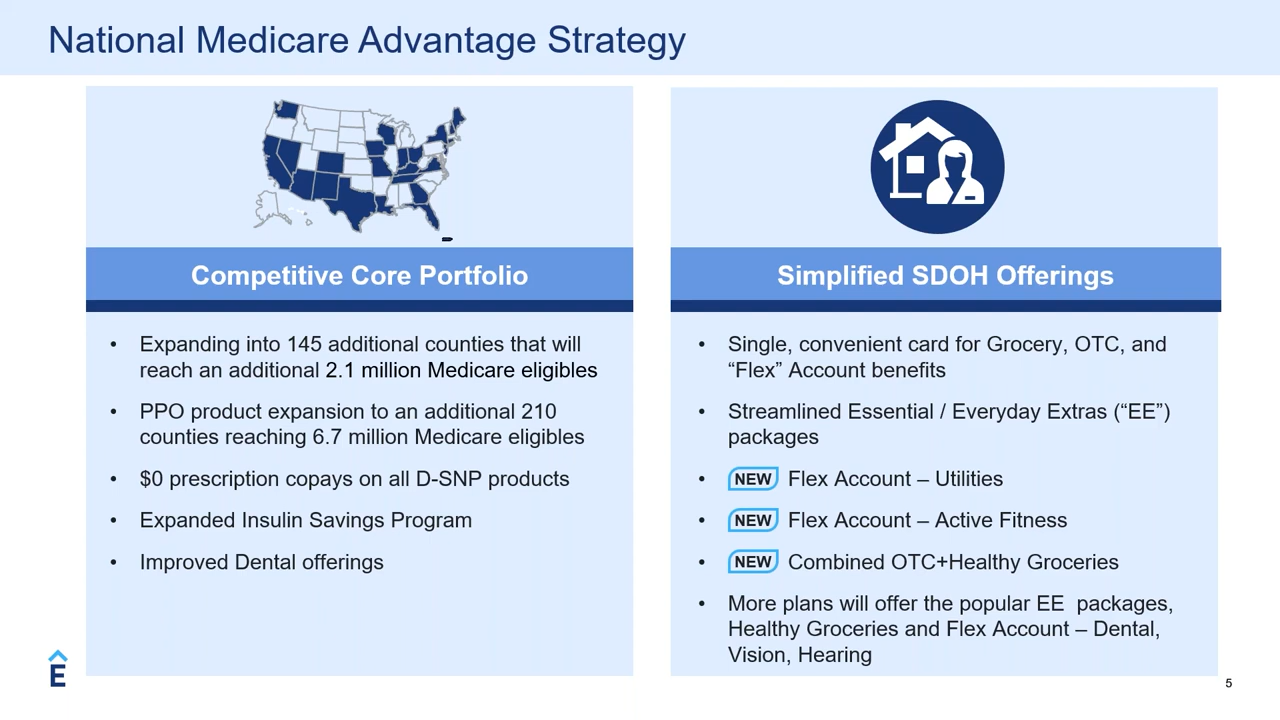 National Medicare Advantage Strategy
Competitive Core Portfolio
• Expanding into 145 additional counties that will
reach an additional 2.1 million Medicare eligibles
• PPO product expansion to an additional 210
counties reaching 6.7 million Medicare eligibles
• $0 prescription copays on all D-SNP products
• Expanded Insulin Savings Program
• Improved Dental offerings
Simplified SDOH Offerings
• Single, convenient card for Grocery, OTC, and
“Flex” Account benefits
• Streamlined Essential / Everyday Extras (“EE”)
packages
• NEW Flex Account – Utilities
• NEW Flex Account – Active Fitness
• NEW Combined OTC+Healthy Groceries
• More plans will offer the popular EE  packages,
Healthy Groceries and Flex Account – Dental,
Vision, Hearing
Ê
5